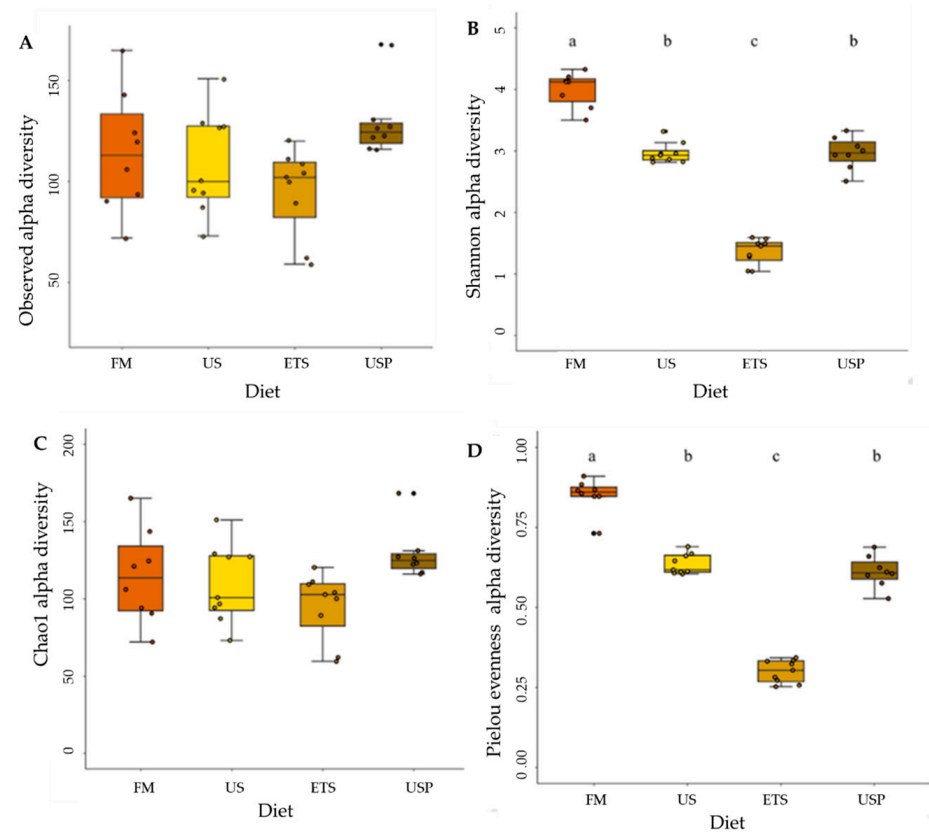 A
Observed alpha diversity
150
100
50
FM US ETS USP
Diet
B
Shannon alpha diversity
a b c b
5
4
3
2
1
0
FM US ETS USP
Diet
C
Chao1 alpha diversity
200
150
100
50
0
FM US ETS USP
Diet
D
Pielou evenness alpha diversity
a b c b
1.00
0.75
0.50
0.25
0.00
FM US ETS USP
Diet